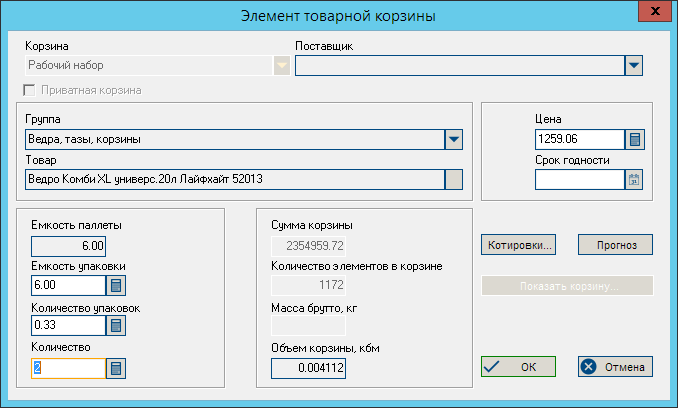 Элемент товарной корзины
x
Корзина
Рабочий набор
Поставщик
Приватная корзина
Группа
Ведра, тазы, корзины
Товар
Ведро Комби XL универс.20л Лайфхайт 52013
Цена
1259.06
Срок годности
31
Емкость паллеты
6.00
Емкость упаковки
6.00
Количество упаковок
0.33
Количество
2
Сумма корзины
2354959.72
Количество элементов в корзине
1172
Масса брутто, кг
Объем корзины, кбм
0.004112
Котировки...
Прогноз
Показать корзину...
OK
Отмена